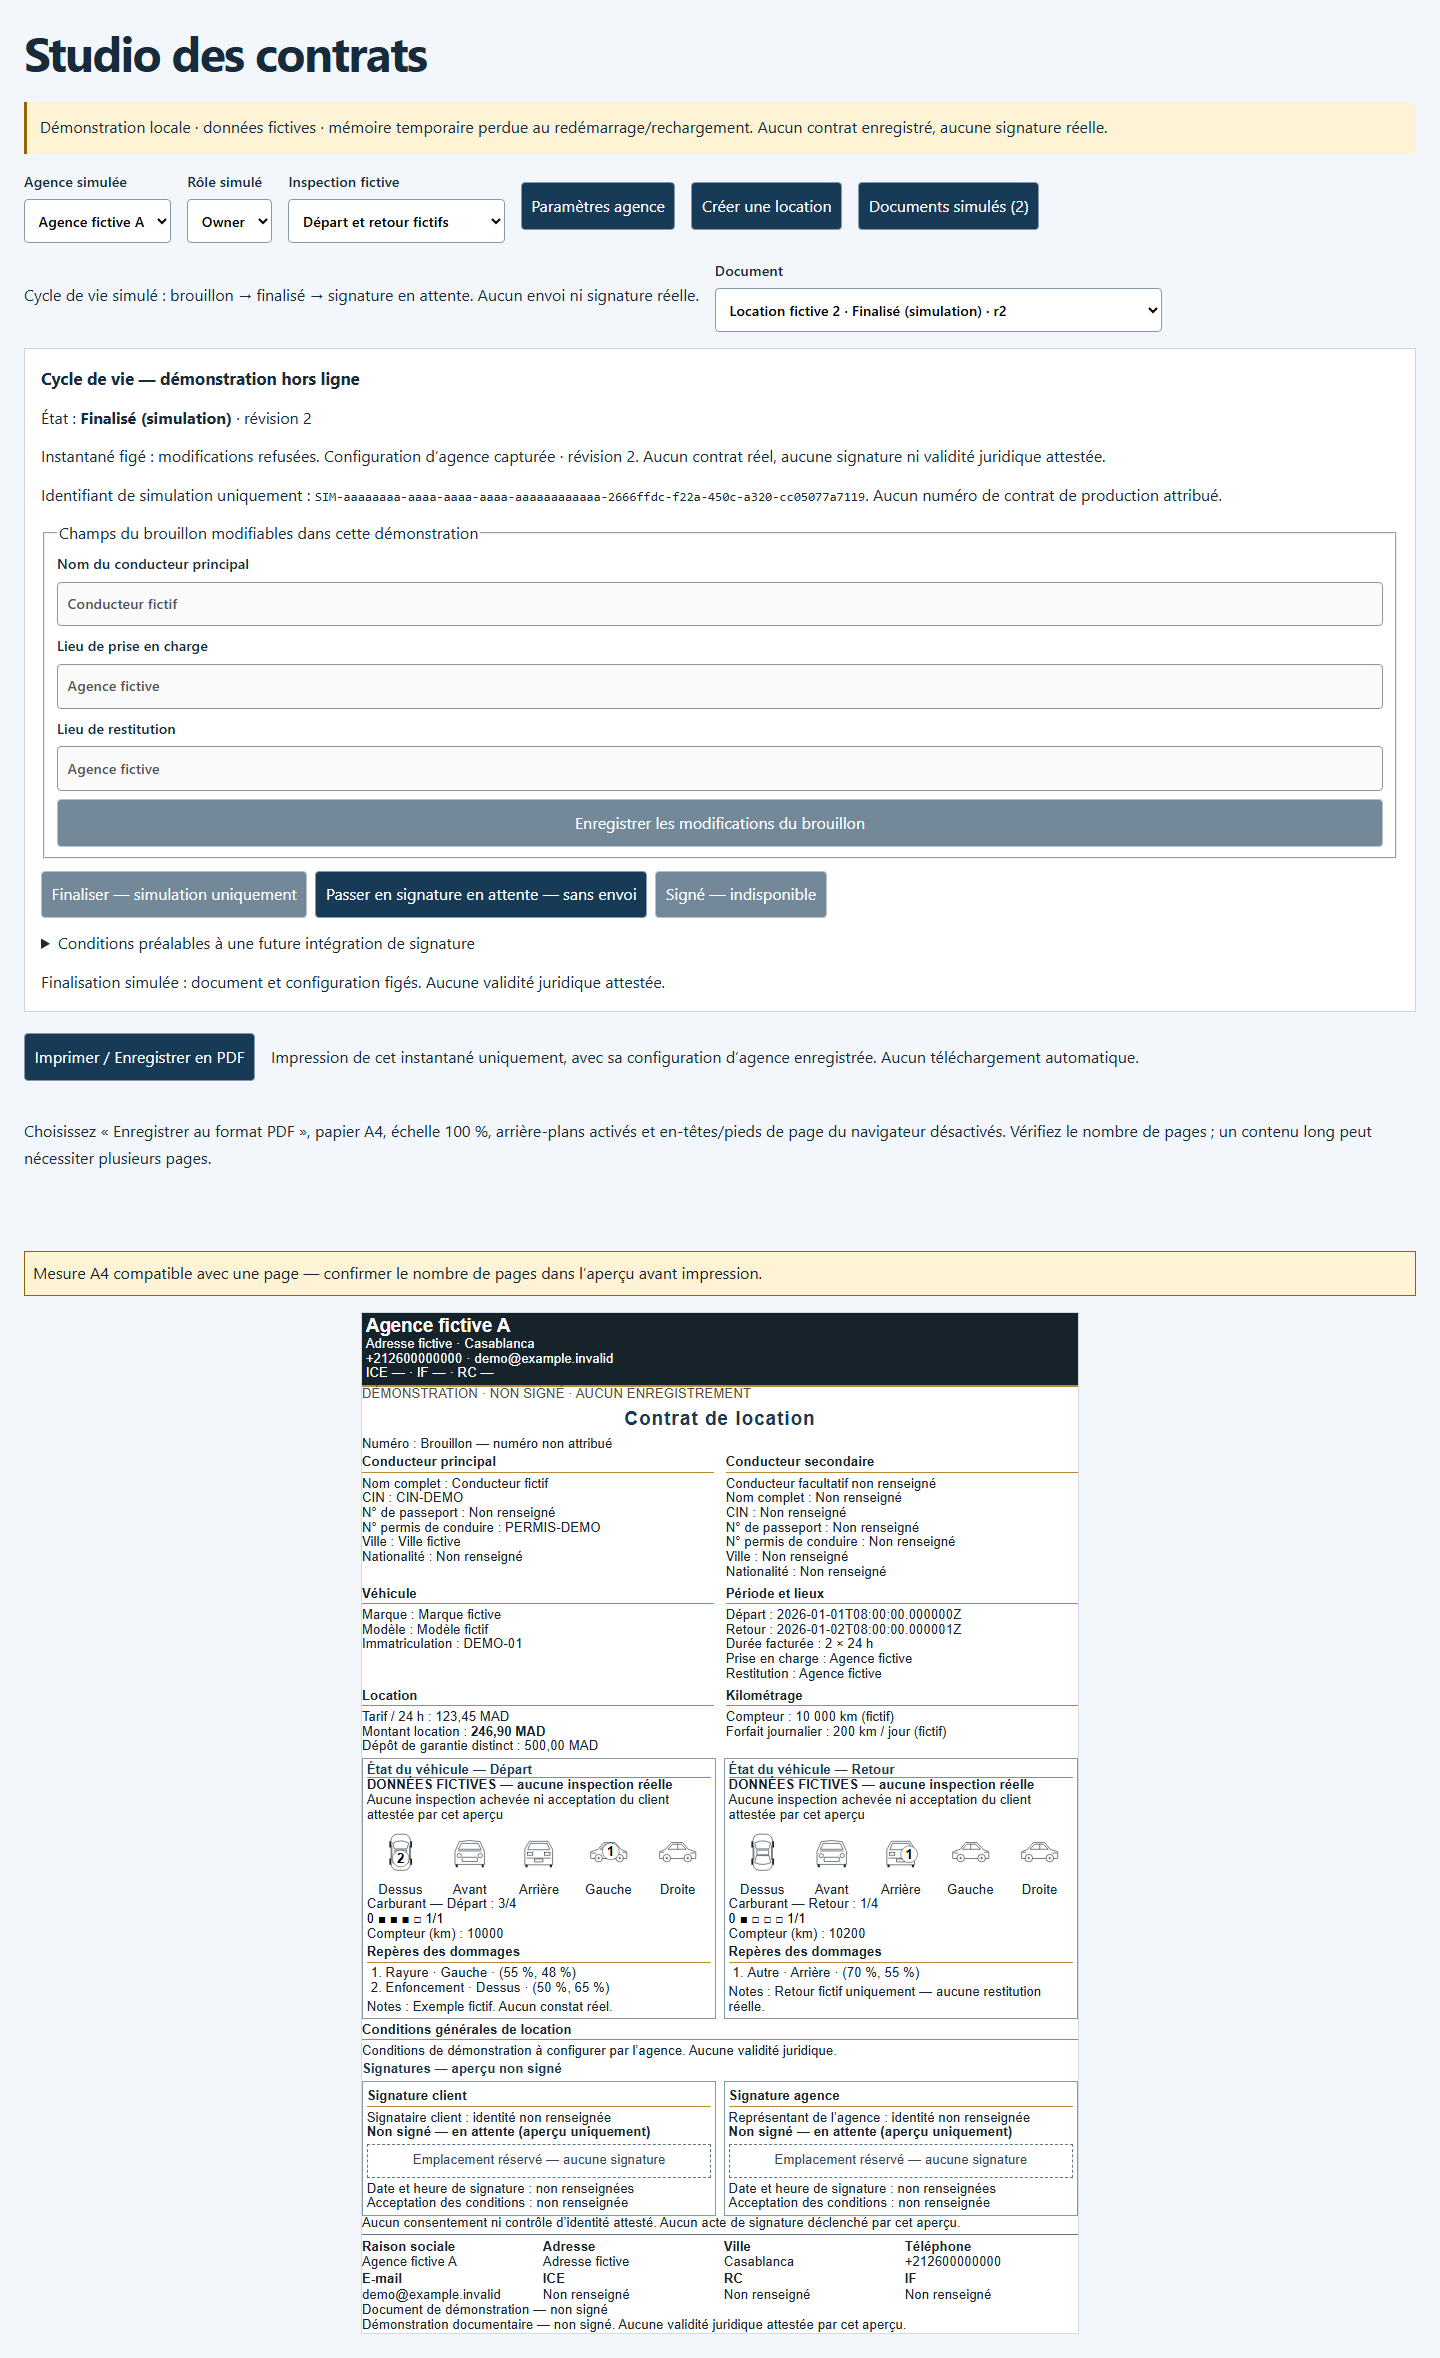 Studio des contrats
Démonstration locale · données fictives · mémoire temporaire perdue au redémarrage/rechargement. Aucun contrat enregistré, aucune signature réelle.
Agence simulée
Rôle simulé
Inspection fictive
Agence fictive A
Owner
Départ et retour fictifs
Paramètres agence
Créer une location
Documents simulés (2)
Document
Cycle de vie simulé : brouillon → finalisé → signature en attente. Aucun envoi ni signature réelle.
Location fictive 2 · Finalisé (simulation) · r2
Cycle de vie — démonstration hors ligne
État : Finalisé (simulation) · révision 2
Instantané figé : modifications refusées. Configuration d’agence capturée · révision 2. Aucun contrat réel, aucune signature ni validité juridique attestée.
Identifiant de simulation uniquement : SIM-aaaaaaaa-aaaa-aaaa-aaaa-aaaaaaaaaaaa-2666ffdc-f22a-450c-a320-cc05077a7119. Aucun numéro de contrat de production attribué.
Champs du brouillon modifiables dans cette démonstration
Nom du conducteur principal
Conducteur fictif
Lieu de prise en charge
Agence fictive
Lieu de restitution
Agence fictive
Enregistrer les modifications du brouillon
Finaliser — simulation uniquement
Passer en signature en attente — sans envoi
Signé — indisponible
▶ Conditions préalables à une future intégration de signature
Finalisation simulée : document et configuration figés. Aucune validité juridique attestée.
Imprimer / Enregistrer en PDF
Impression de cet instantané uniquement, avec sa configuration d’agence enregistrée. Aucun téléchargement automatique.
Choisissez « Enregistrer au format PDF », papier A4, échelle 100 %, arrière-plans activés et en-têtes/pieds de page du navigateur désactivés. Vérifiez le nombre de pages ; un contenu long peut
nécessiter plusieurs pages.
Mesure A4 compatible avec une page — confirmer le nombre de pages dans l’aperçu avant impression.
Agence fictive A
Adresse fictive · Casablanca
+212600000000 · demo@example.invalid
ICE — · IF — · RC —
DÉMONSTRATION · NON SIGNÉ · AUCUN ENREGISTREMENT
Contrat de location
Numéro : Brouillon — numéro non attribué
Conducteur principal
Nom complet : Conducteur fictif
CIN : CIN-DEMO
N° de passeport : Non renseigné
N° permis de conduire : PERMIS-DEMO
Ville : Ville fictive
Nationalité : Non renseigné
Conducteur secondaire
Conducteur facultatif non renseigné
Nom complet : Non renseigné
CIN : Non renseigné
N° de passeport : Non renseigné
N° permis de conduire : Non renseigné
Ville : Non renseigné
Nationalité : Non renseigné
Véhicule
Marque : Marque fictive
Modèle : Modèle fictif
Immatriculation : DEMO-01
Période et lieux
Départ : 2026-01-01T08:00:00.000000Z
Retour : 2026-01-02T08:00:00.000001Z
Durée facturée : 2 × 24 h
Prise en charge : Agence fictive
Restitution : Agence fictive
Location
Tarif / 24 h : 123,45 MAD
Montant location : 246,90 MAD
Dépôt de garantie distinct : 500,00 MAD
Kilométrage
Compteur : 10 000 km (fictif)
Forfait journalier : 200 km / jour (fictif)
État du véhicule — Départ
DONNÉES FICTIVES — aucune inspection réelle
Aucune inspection achevée ni acceptation du client
attestée par cet aperçu
2
1
Dessus Avant Arrière Gauche Droite
Carburant — Départ : 3/4
0 ■ ■ ■ □ 1/1
Compteur (km) : 10000
Repères des dommages
1. Rayure · Gauche · (55 %, 48 %)
2. Enfoncement · Dessus · (50 %, 65 %)
Notes : Exemple fictif. Aucun constat réel.
État du véhicule — Retour
DONNÉES FICTIVES — aucune inspection réelle
Aucune inspection achevée ni acceptation du client
attestée par cet aperçu
1
Dessus Avant Arrière Gauche Droite
Carburant — Retour : 1/4
0 ■ □ □ □ 1/1
Compteur (km) : 10200
Repères des dommages
1. Autre · Arrière · (70 %, 55 %)
Notes : Retour fictif uniquement — aucune restitution
réelle.
Conditions générales de location
Conditions de démonstration à configurer par l’agence. Aucune validité juridique.
Signatures — aperçu non signé
Signature client
Signataire client : identité non renseignée
Non signé — en attente (aperçu uniquement)
Emplacement réservé — aucune signature
Date et heure de signature : non renseignées
Acceptation des conditions : non renseignée
Signature agence
Représentant de l’agence : identité non renseignée
Non signé — en attente (aperçu uniquement)
Emplacement réservé — aucune signature
Date et heure de signature : non renseignées
Acceptation des conditions : non renseignée
Aucun consentement ni contrôle d’identité attesté. Aucun acte de signature déclenché par cet aperçu.
Raison sociale Adresse Ville Téléphone
Agence fictive A Adresse fictive Casablanca +212600000000
E-mail ICE RC IF
demo@example.invalid Non renseigné Non renseigné Non renseigné
Document de démonstration — non signé
Démonstration documentaire — non signé. Aucune validité juridique attestée par cet aperçu.